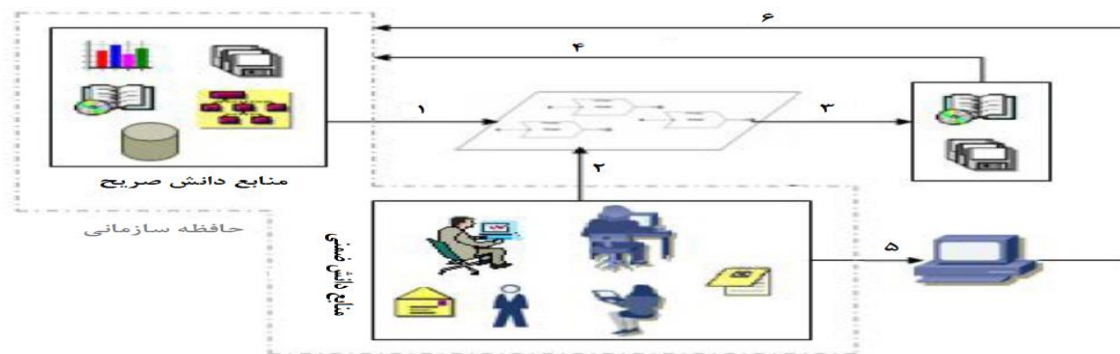 ۶
۴
۱
۳
۲
منابع دانش صریح
حافظه سازمانی
منابع دانش ضمنی
۵